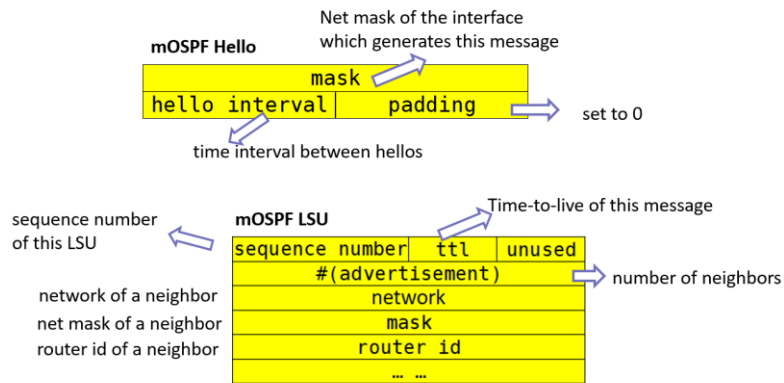 Net mask of the interface
which generates this message
mOSPF Hello
mask
hello interval padding
set to 0
time interval between hellos
Time-to-live of this message
sequence number
of this LSU
mOSPF LSU
sequence number ttl unused
#(advertisement)
number of neighbors
network of a neighbor network
net mask of a neighbor mask
router id of a neighbor router id
... ...